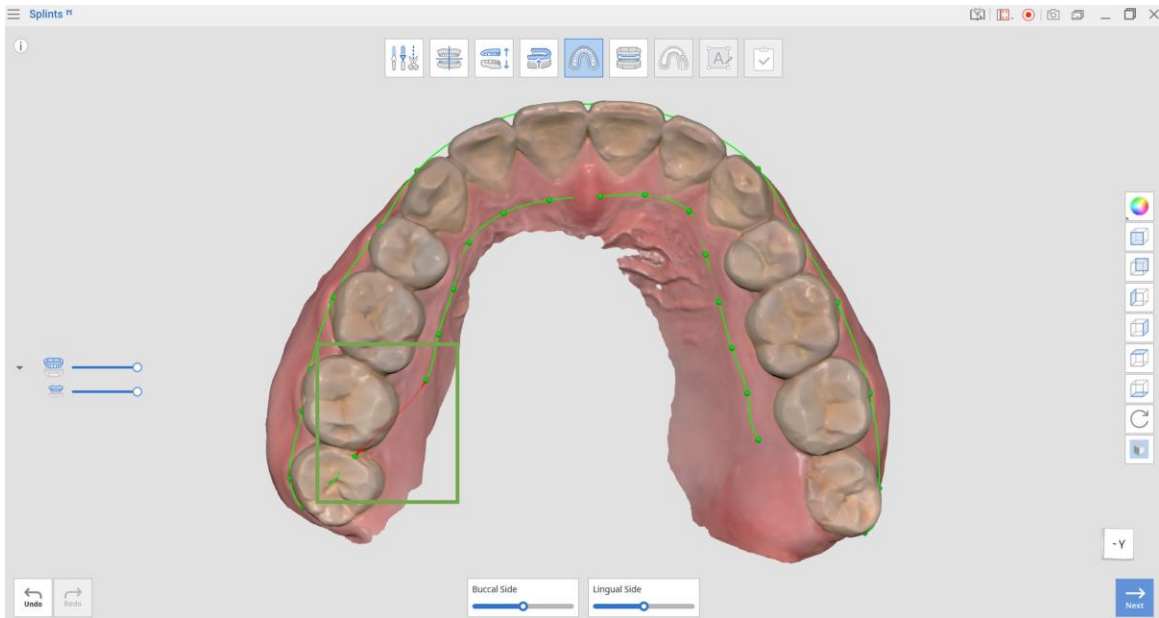 Splints
- Y
Buccal Side
Lingual Side
Undo
Redo
Next